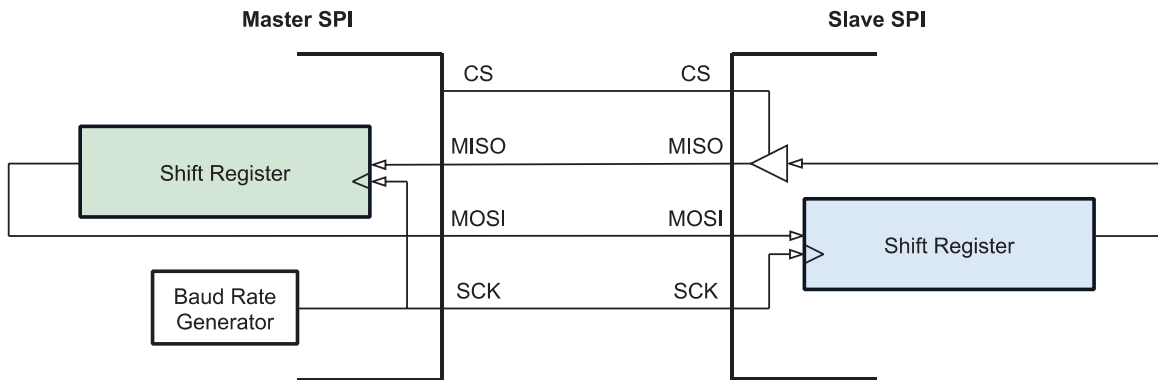 Master SPI
Slave SPI
CS
CS
MISO
MISO
Shift Register
MOSI
MOSI
Shift Register
SCK
SCK
Baud Rate
Generator